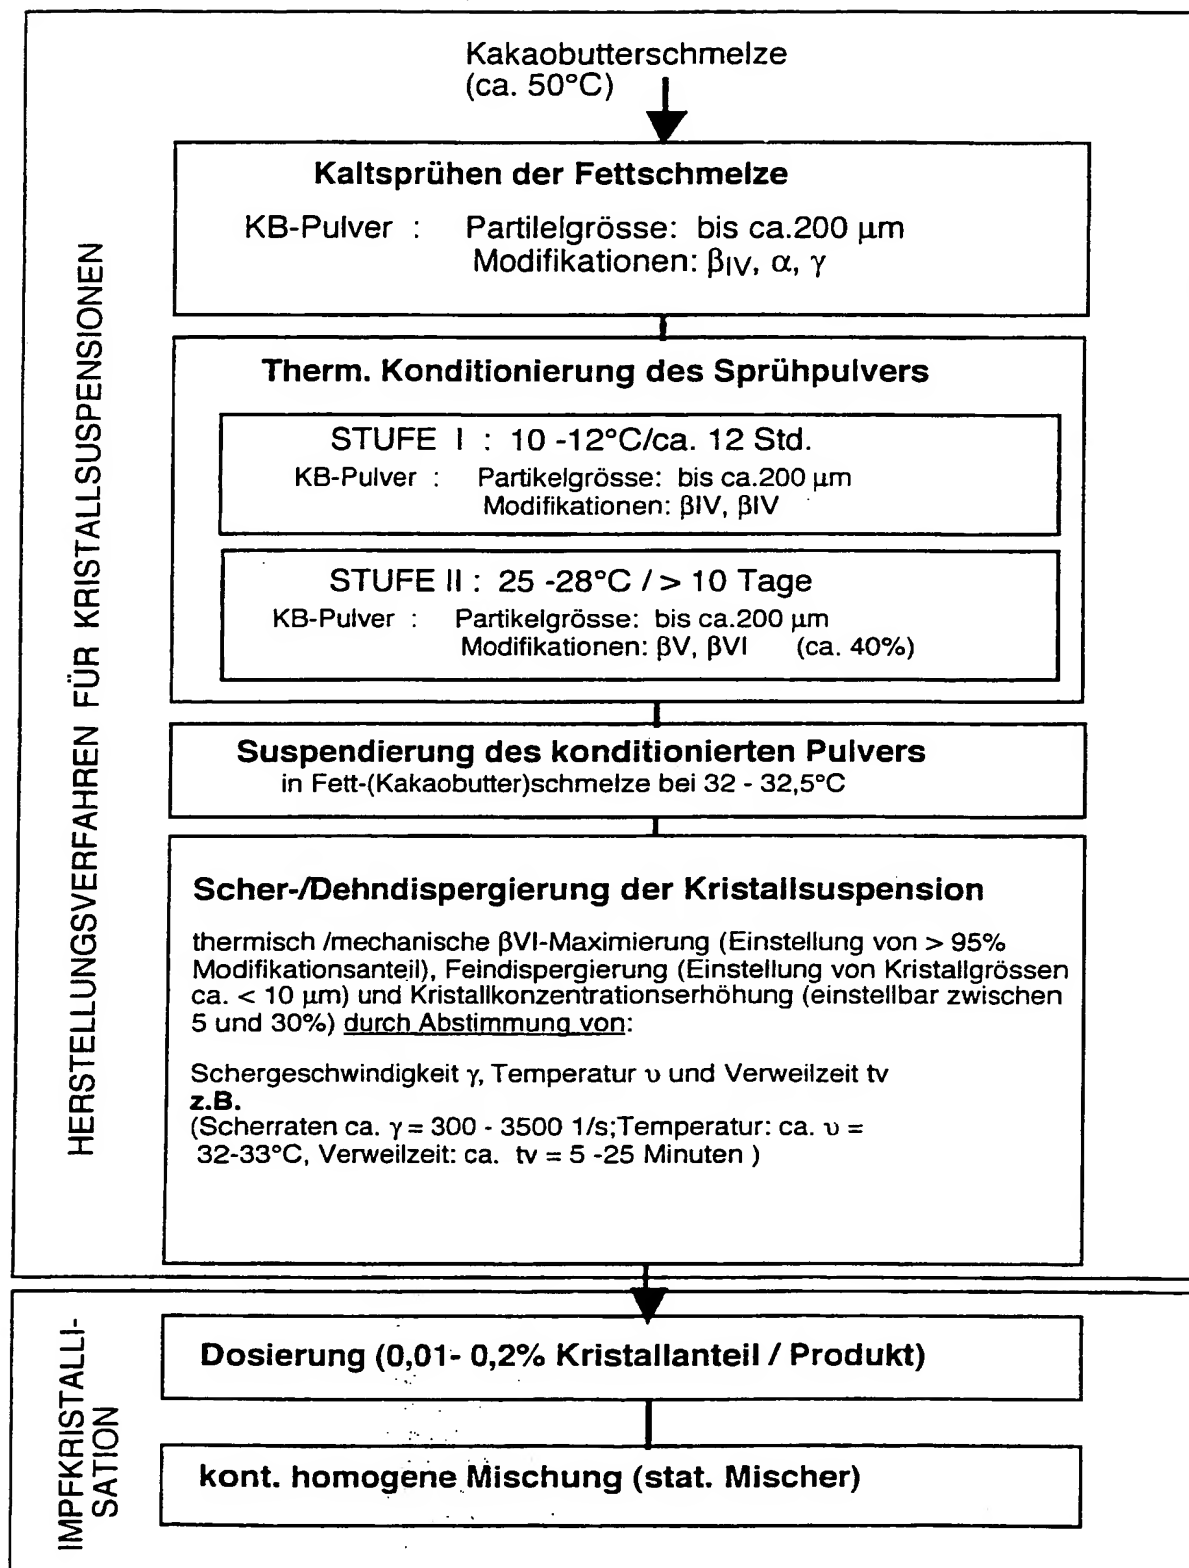 Kakaobutterschmelze
(ca. 50°C)
Kaltsprühen der Fettschmelze
KB-Pulver : Partilelgrösse: bis ca.200 μm
Modifikationen: βIV, α, γ
Therm. Konditionierung des Sprühpulvers
STUFE I : 10 -12°C/ca. 12 Std.
KB-Pulver : Partikelgrösse: bis ca.200 μm
Modifikationen: βIV, βIV
STUFE II : 25 -28°C / > 10 Tage
KB-Pulver : Partikelgrösse: bis ca.200 μm
Modifikationen: βV, βVI (ca. 40%)
Suspendierung des konditionierten Pulvers
in Fett-(Kakaobutter)schmelze bei 32 - 32,5°C
Scher-/Dehndispergierung der Kristallsuspension
thermisch /mechanische βVI-Maximierung (Einstellung von > 95%
Modifikationsanteil), Feindispergierung (Einstellung von Kristallgrössen
ca. < 10 μm) und Kristallkonzentrationserhöhung (einstellbar zwischen
5 und 30%) durch Abstimmung von:
Schergeschwindigkeit γ, Temperatur υ und Verweilzeit tv
z.B.
(Scherraten ca. γ = 300 - 3500 1/s;Temperatur: ca. υ =
32-33°C, Verweilzeit: ca. tv = 5 -25 Minuten )
HERSTELLUNGSVERFAHREN FÜR KRISTALLSUSPENSIONEN
Dosierung (0,01- 0,2% Kristallanteil / Produkt)
kont. homogene Mischung (stat. Mischer)
IMPFKRISTALLI-
SATION